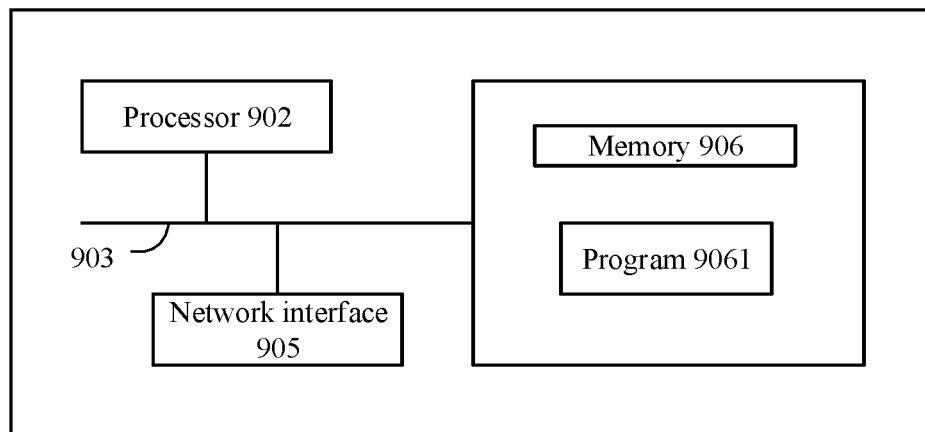 Processor 902
Memory 906
903
Program 9061
Network interface
905